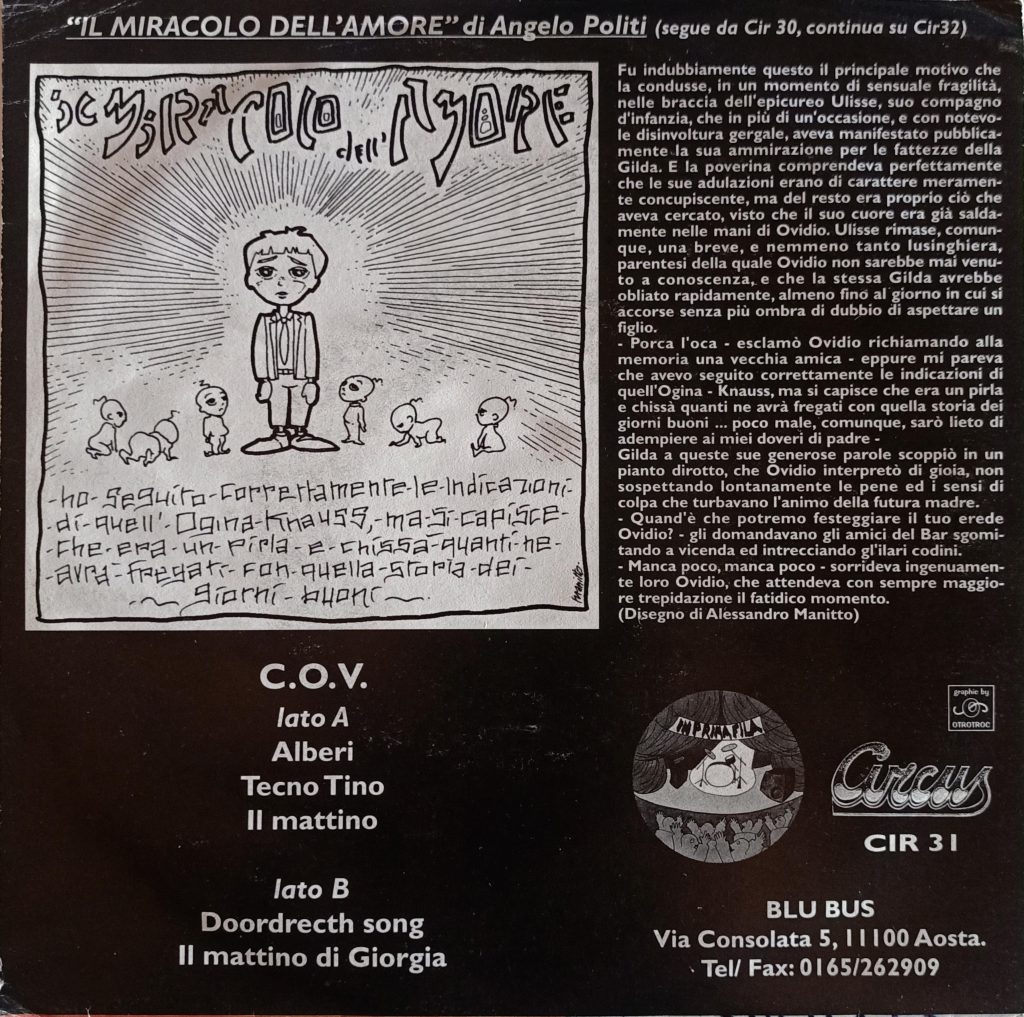 "IL MIRACOLO DELL'AMORE" di Angelo Politi (segue da Cir 30, continua su Cir32)
iL MiRACOLO dell' AMORE
-ho-seguito-correttamente-le-indicazioni-
-di-quell'-Ogina-Knauss,-ma-si-capisce-
-che-era-un-pirla-e-chissà-quanti-ne-
-avrà-fregati-con-quella-storia-dei-
giorni-buoni
manitto
Fu indubbiamente questo il principale motivo che
la condusse, in un momento di sensuale fragilità,
nelle braccia dell'epicureo Ulisse, suo compagno
d'infanzia, che in più di un'occasione, e con notevo-
le disinvoltura gergale, aveva manifestato pubblica-
mente la sua ammirazione per le fattezze della
Gilda. E la poverina comprendeva perfettamente
che le sue adulazioni erano di carattere meramen-
te concupiscente, ma del resto era proprio ciò che
aveva cercato, visto che il suo cuore era già salda-
mente nelle mani di Ovidio. Ulisse rimase, comun-
que, una breve, e nemmeno tanto lusinghiera,
parentesi della quale Ovidio non sarebbe mai venu-
to a conoscenza, e che la stessa Gilda avrebbe
obliato rapidamente, almeno fino al giorno in cui si
accorse senza più ombra di dubbio di aspettare un
figlio.
- Porca l'oca - esclamò Ovidio richiamando alla
memoria una vecchia amica - eppure mi pareva
che avevo seguito correttamente le indicazioni di
quell'Ogina - Knauss, ma si capisce che era un pirla
e chissà quanti ne avrà fregati con quella storia dei
giorni buoni ... poco male, comunque, sarò lieto di
adempiere ai miei doveri di padre -
Gilda a queste sue generose parole scoppiò in un
pianto dirotto, che Ovidio interpretò di gioia, non
sospettando lontanamente le pene ed i sensi di
colpa che turbavano l'animo della futura madre.
- Quand'è che potremo festeggiare il tuo erede
Ovidio? - gli domandavano gli amici del Bar sgomi-
tando a vicenda ed intrecciando gl'ilari codini.
- Manca poco, manca poco - sorrideva ingenuamen-
te loro Ovidio, che attendeva con sempre maggio-
re trepidazione il fatidico momento.
(Disegno di Alessandro Manitto)
C.O.V.
lato A
Alberi
Tecno Tino
Il mattino
lato B
Doordrecth song
Il mattino di Giorgia
IN PRIMA FILA
graphic by
OTROTROC
Circus
CIR 31
BLU BUS
Via Consolata 5, 11100 Aosta.
Tel/ Fax: 0165/262909